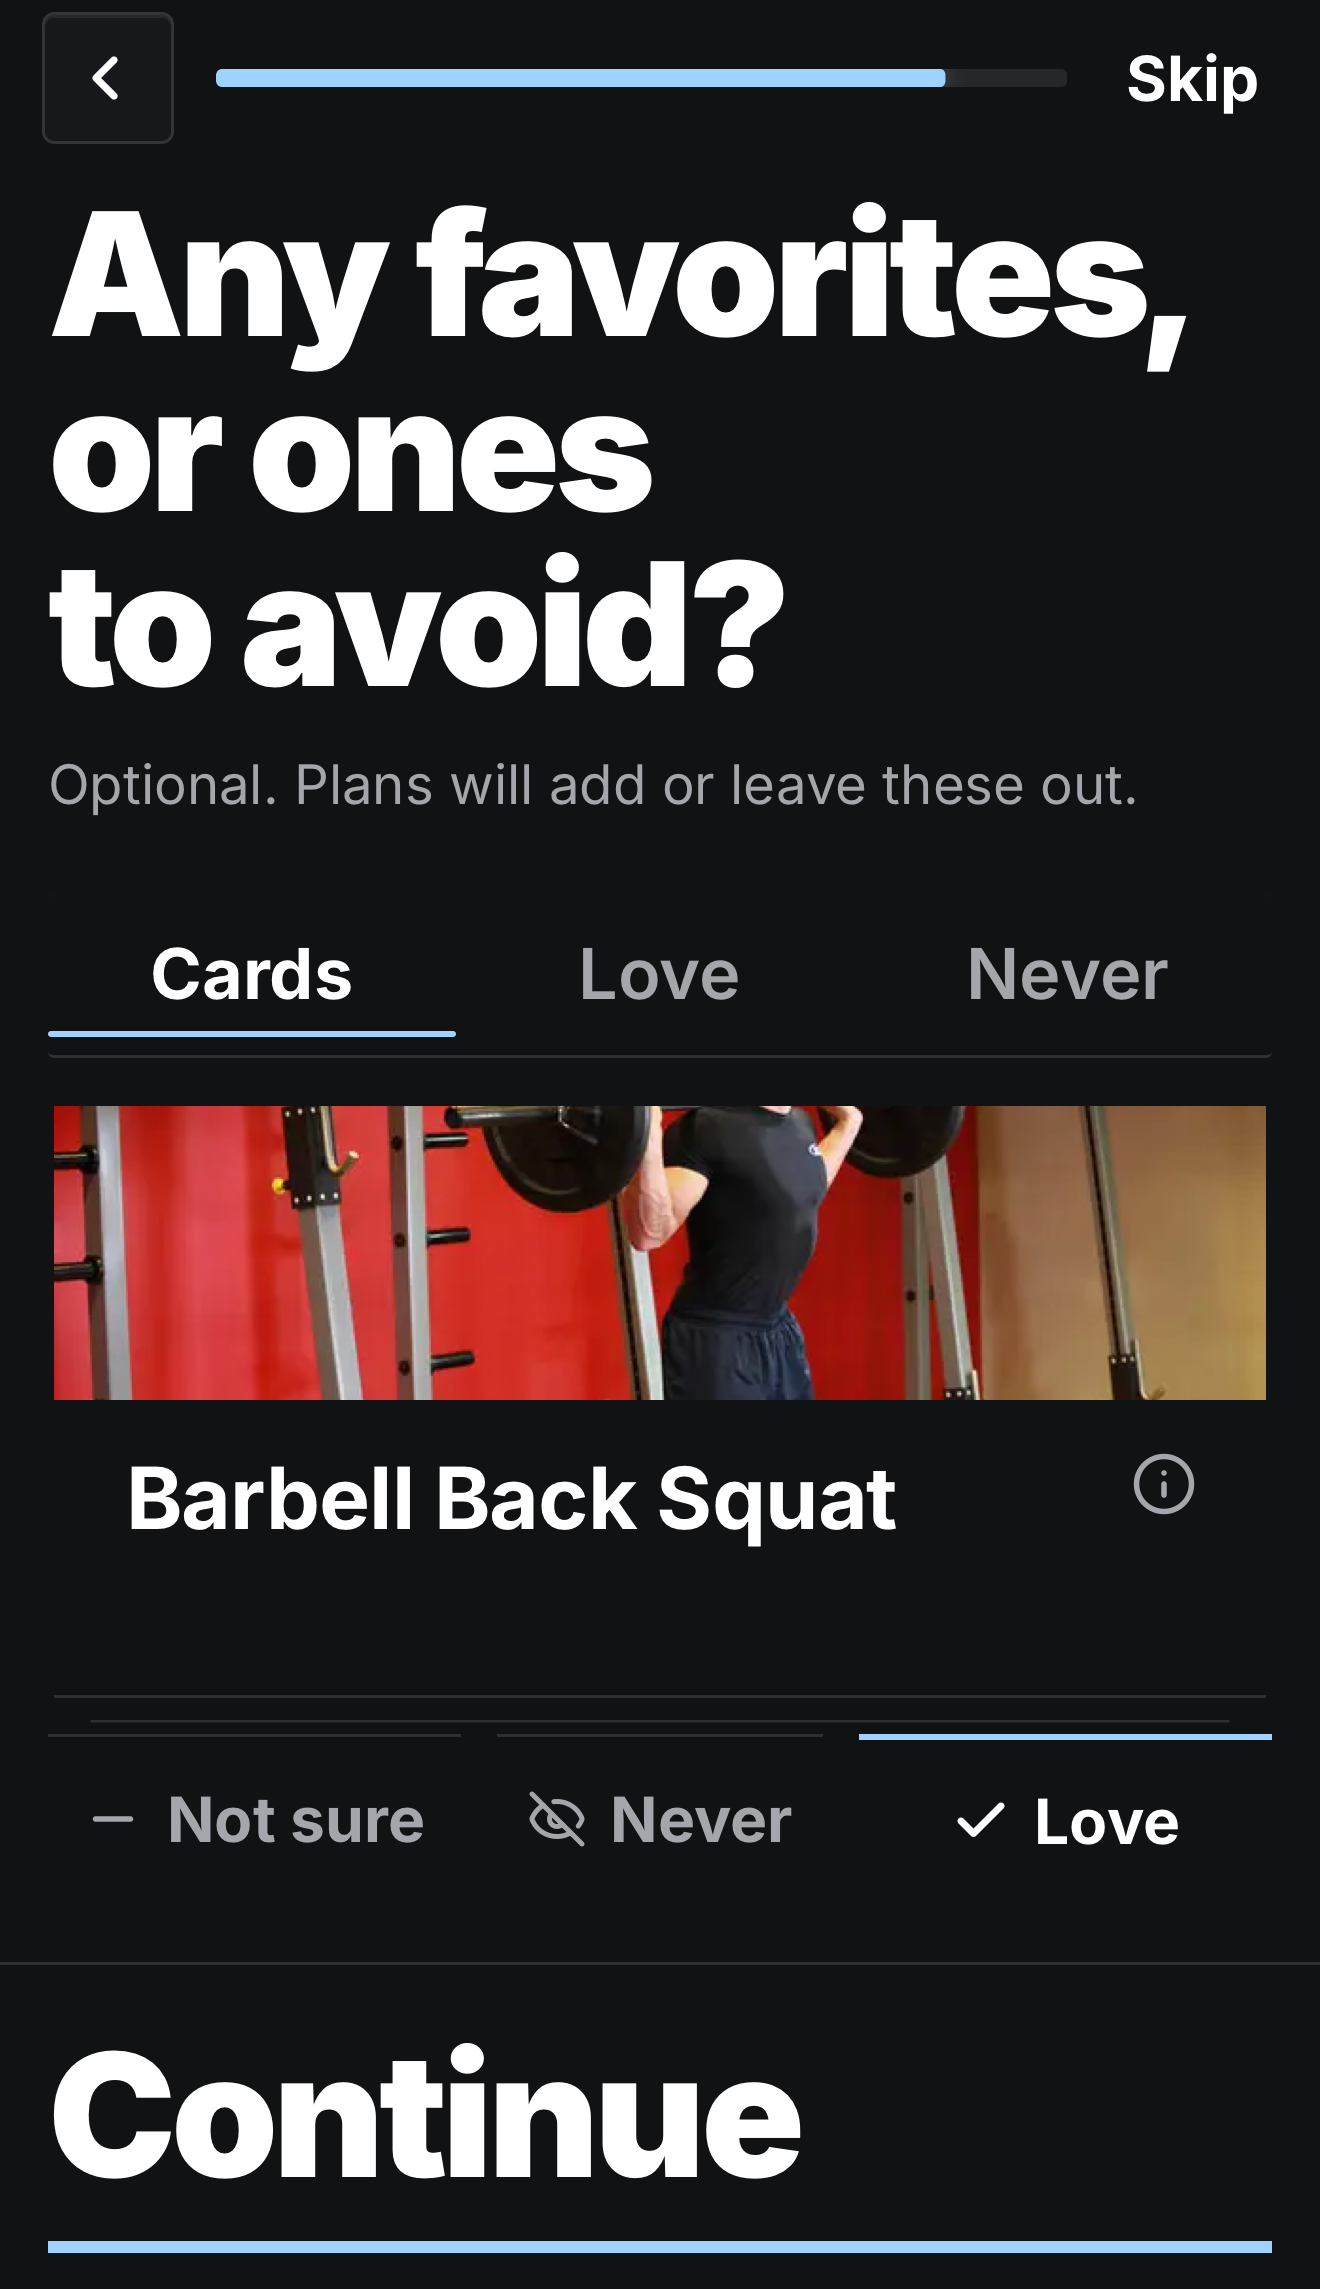 Skip
Any favorites,
or ones
to avoid?
Optional. Plans will add or leave these out.
Cards Love Never
Barbell Back Squat
Not sure Never Love
Continue